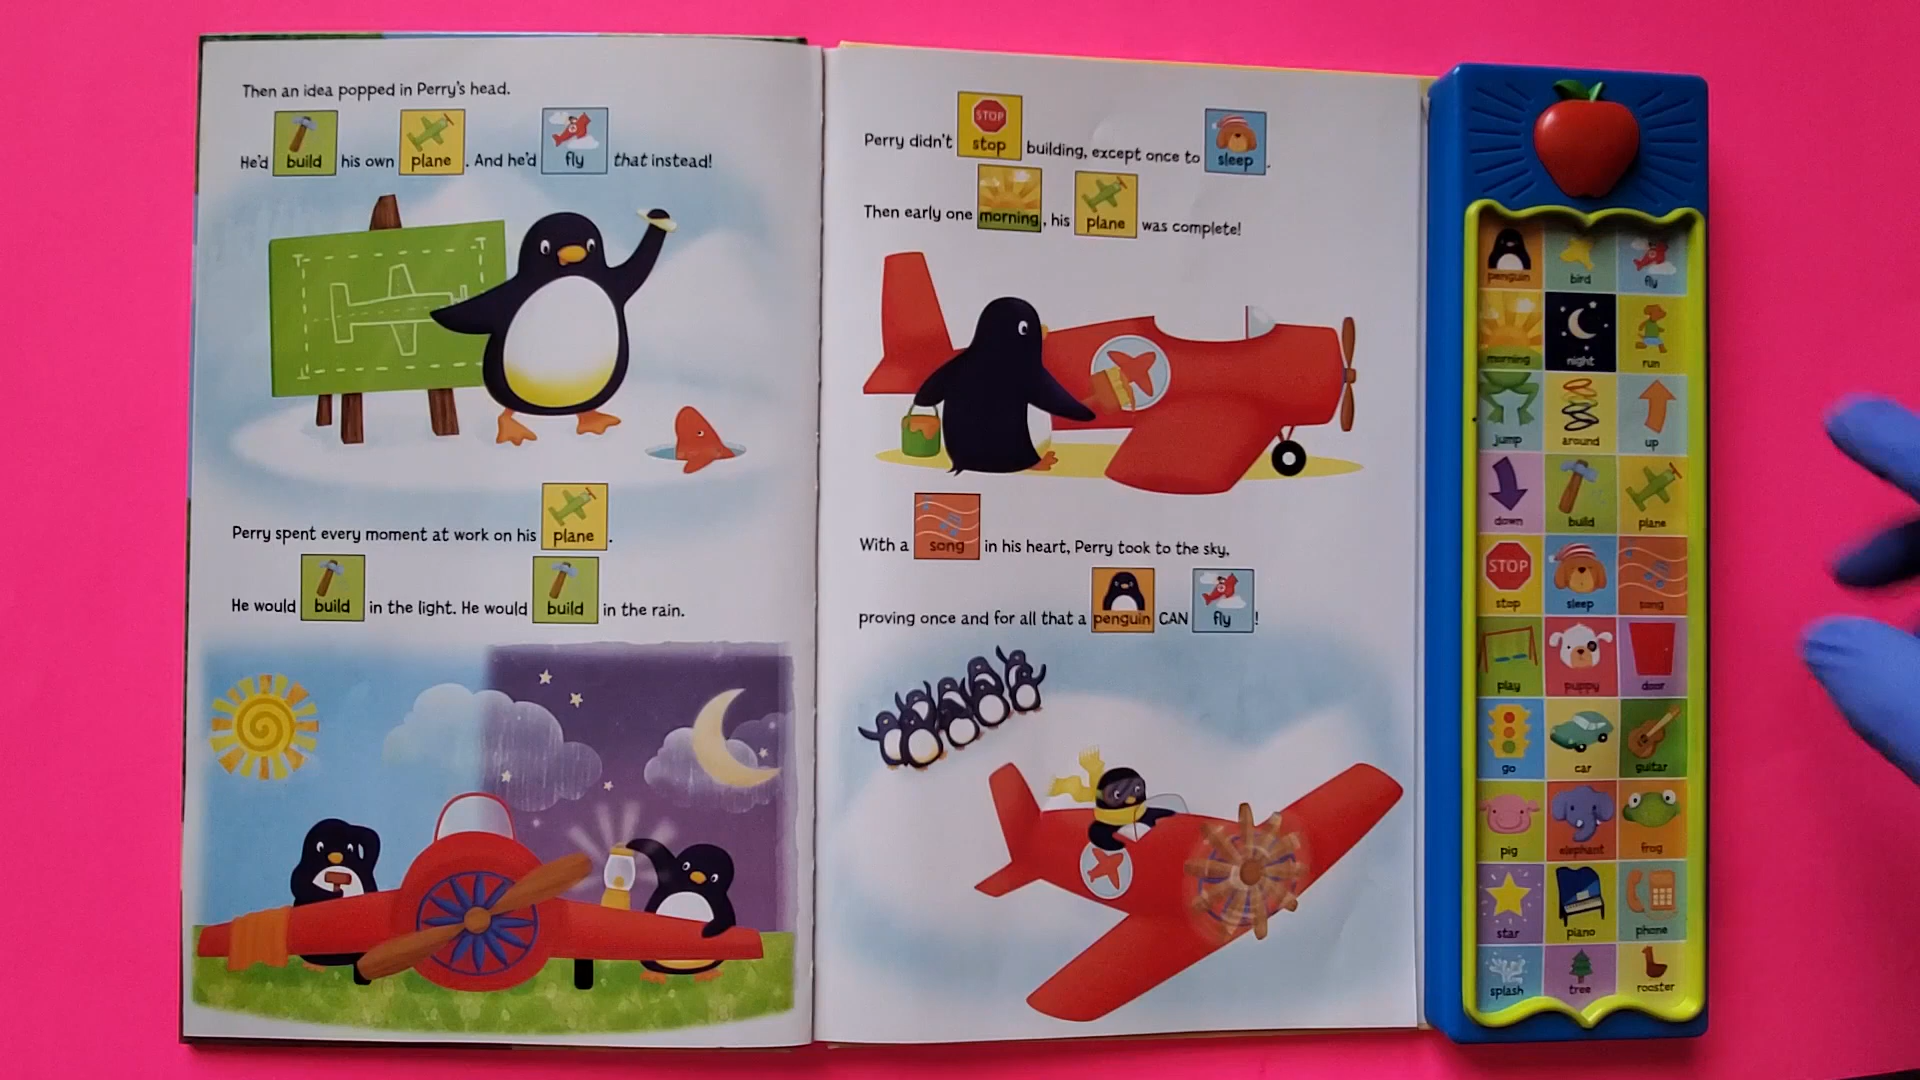 Then an idea popped in Perry's head.
He'd build his own plane. And he'd fly that instead!
Perry spent every moment at work on his plane.
He would build in the light. He would build in the rain.
Perry didn't STOP stop building, except once to sleep.
Then early one morning, his plane was complete!
With a song in his heart, Perry took to the sky,
proving once and for all that a penguin CAN fly!
penguin bird fly
morning night run
jump around up
down build plane
STOP
stop sleep song
play puppy door
go car guitar
pig elephant frog
star piano phone
splash tree rooster